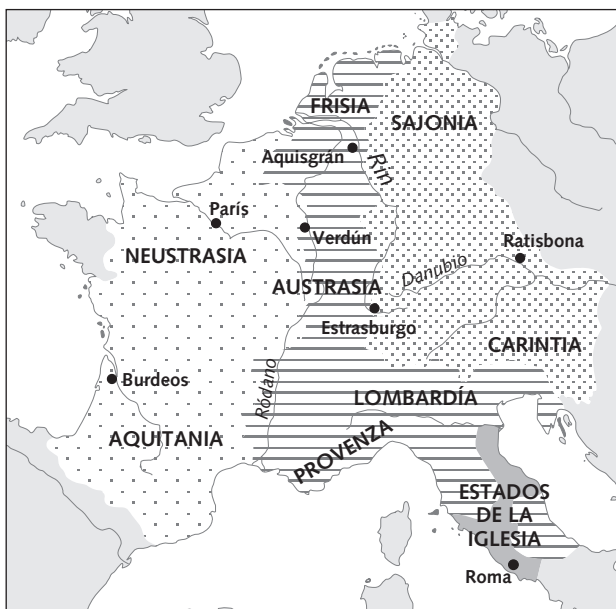 FRISIA
SAJONIA
Aquisgrán
Rin
París
Verdún
NEUSTRASIA
Ratisbona
Danubio
AUSTRASIA
Estrasburgo
CARINTIA
Ródano
Burdeos
LOMBARDÍA
AQUITANIA
PROVENZA
ESTADOS
DE LA
IGLESIA
Roma